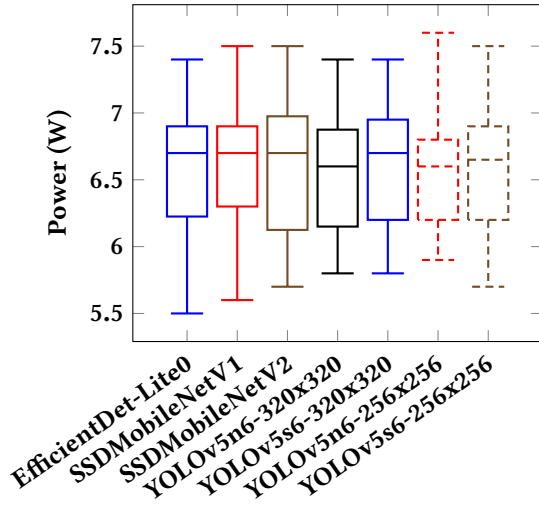 7.5
7
6.5
6
5.5
Power (W)
EfficientDet-Lite0
SSDMobileNetV1
SSDMobileNetV2
YOLOv5n6-320x320
YOLOv5s6-320x320
YOLOv5n6-256x256
YOLOv5s6-256x256